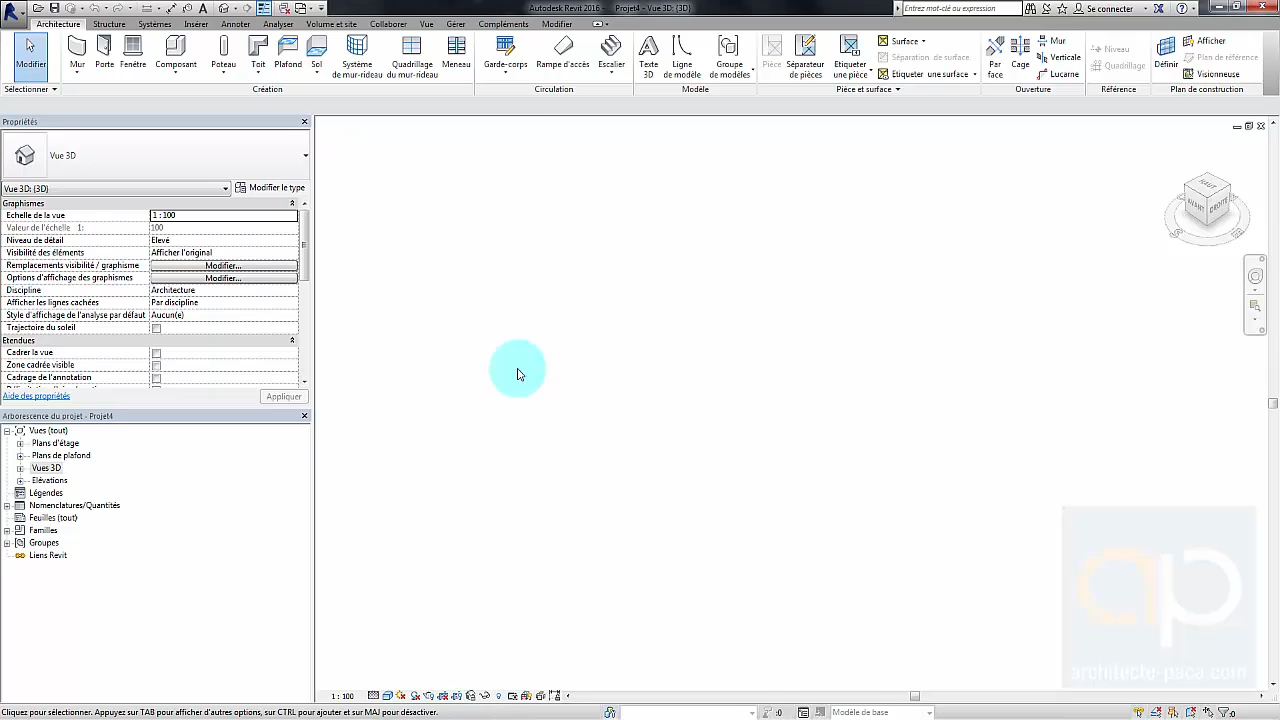 Autodesk Revit 2016 - Projet4 - Vue 3D: {3D}
Entrez mot-clé ou expression
Se connecter
Architecture Structure Systèmes Insérer Annoter Analyser Volume et site Collaborer Vue Gérer Compléments Modifier
Modifier
Mur
Porte
Fenêtre
Composant
Poteau
Toit
Plafond
Sol
Système
de mur-rideau
Quadrillage
du mur-rideau
Meneau
Garde-corps
Rampe d'accès
Escalier
Texte
3D
Ligne
de modèle
Groupe
de modèles
Pièce
Séparateur
de pièces
Etiqueter
une pièce
Surface
Séparation de surface
Etiqueter une surface
Par
face
Cage
Mur
Verticale
Lucarne
Niveau
Quadrillage
Définir
Afficher
Plan de référence
Visionneuse
Sélectionner
Création
Circulation
Modèle
Pièce et surface
Ouverture
Référence
Plan de construction
Propriétés
Vue 3D
Vue 3D: {3D}
Modifier le type
Graphismes
Echelle de la vue 1 : 100
Valeur de l'échelle 1: 100
Niveau de détail Elevé
Visibilité des éléments Afficher l'original
Remplacements visibilité / graphisme Modifier...
Options d'affichage des graphismes Modifier...
Discipline Architecture
Afficher les lignes cachées Par discipline
Style d'affichage de l'analyse par défaut Aucun(e)
Trajectoire du soleil
Etendues
Cadrer la vue
Zone cadrée visible
Cadrage de l'annotation
Aide des propriétés
Appliquer
Arborescence du projet - Projet4
Vues (tout)
Plans d'étage
Plans de plafond
Vues 3D
Elévations
Légendes
Nomenclatures/Quantités
Feuilles (tout)
Familles
Groupes
Liens Revit
HAUT
AVANT
DROITE
S
ap
architecte-paca.com
1 : 100
Cliquez pour sélectionner. Appuyez sur TAB pour afficher d'autres options, sur CTRL pour ajouter et sur MAJ pour désactiver.
:0
Modèle de base
:0